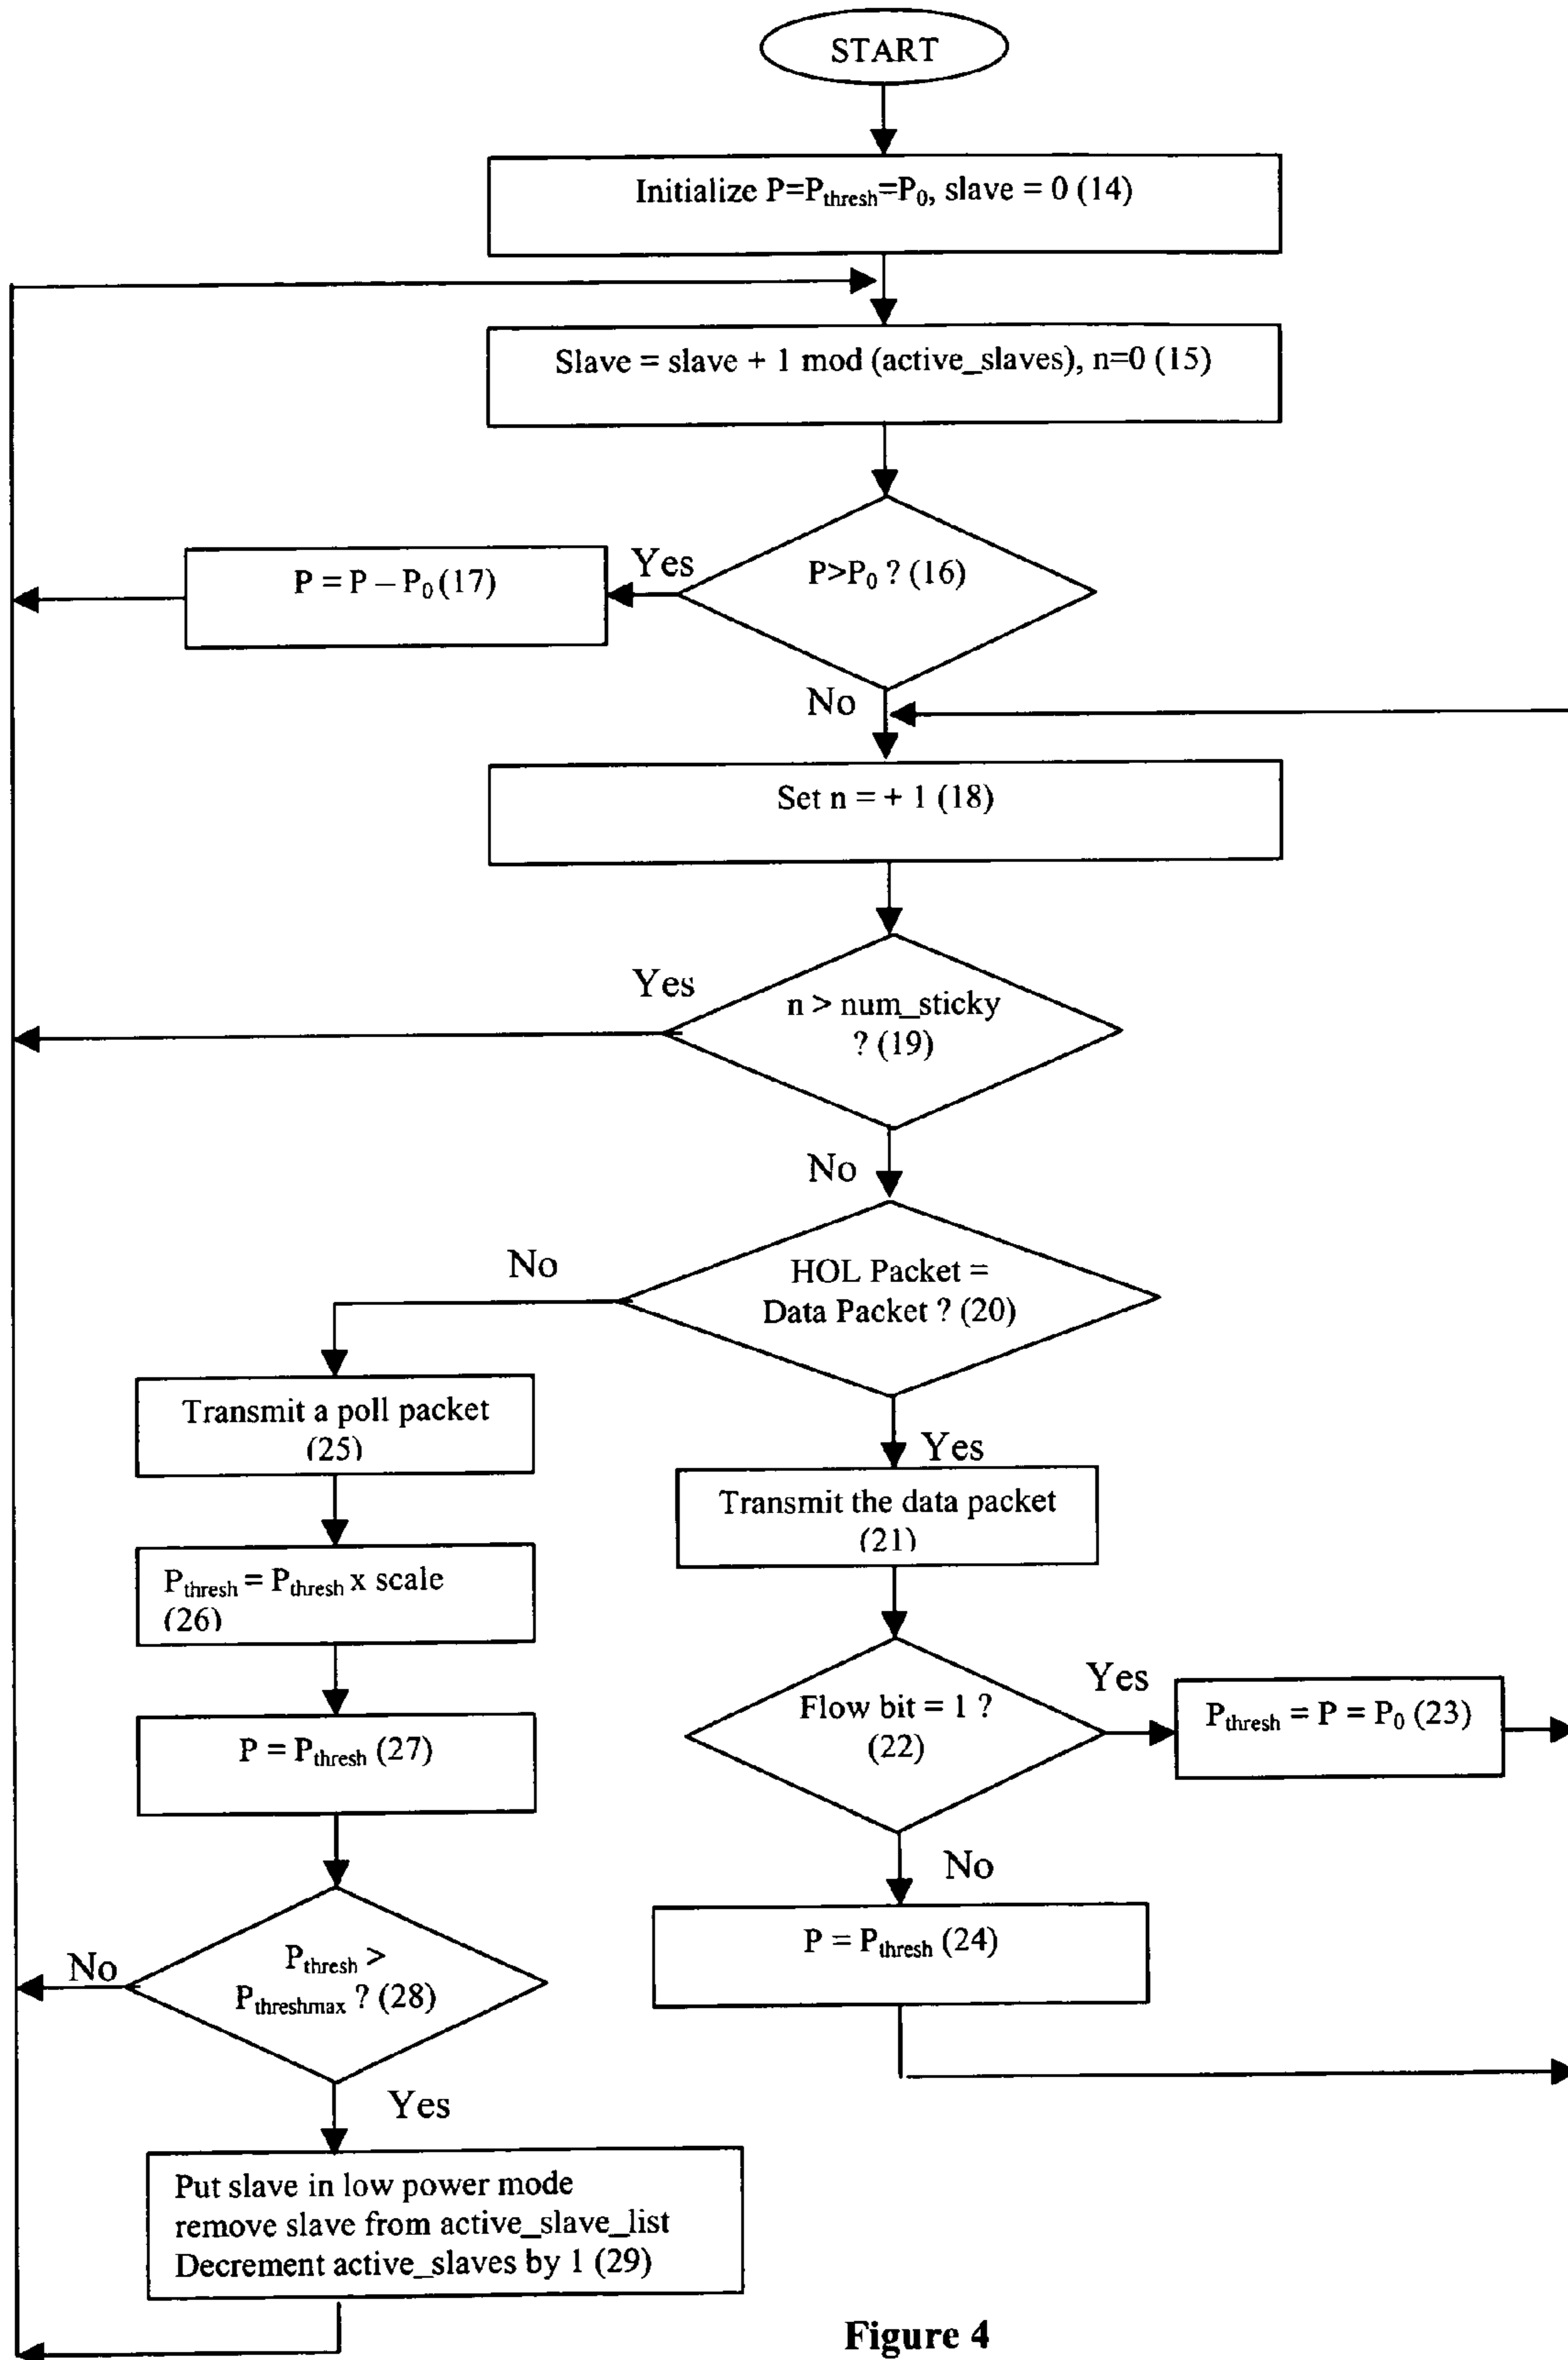 START
Initialize P=Pthresh=P0, slave = 0 (14)
Slave = slave + 1 mod (active_slaves), n=0 (15)
P>P0 ? (16)
Yes
P = P – P0 (17)
No
Set n = + 1 (18)
n > num_sticky
? (19)
Yes
No
HOL Packet =
Data Packet ? (20)
No
Yes
Transmit a poll packet
(25)
Transmit the data packet
(21)
Pthresh = Pthresh x scale
(26)
Flow bit = 1 ?
(22)
Yes
Pthresh = P = P0 (23)
P = Pthresh (27)
No
P = Pthresh (24)
Pthresh >
Pthreshmax ? (28)
No
Yes
Put slave in low power mode
remove slave from active_slave_list
Decrement active_slaves by 1 (29)
Figure 4